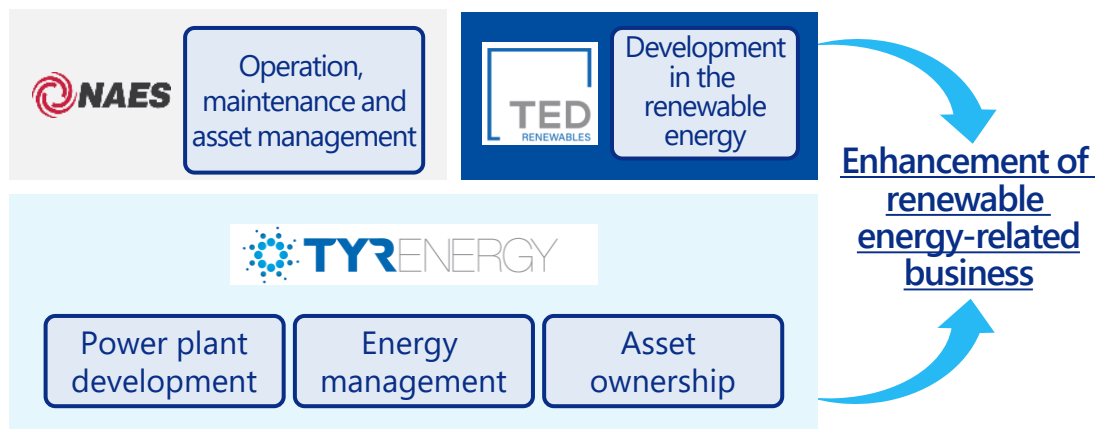 NAES
Operation,
maintenance and
asset management
TED
RENEWABLES
Development
in the
renewable
energy
Enhancement of
renewable
energy-related
business
TYRENERGY
Power plant
development
Energy
management
Asset
ownership